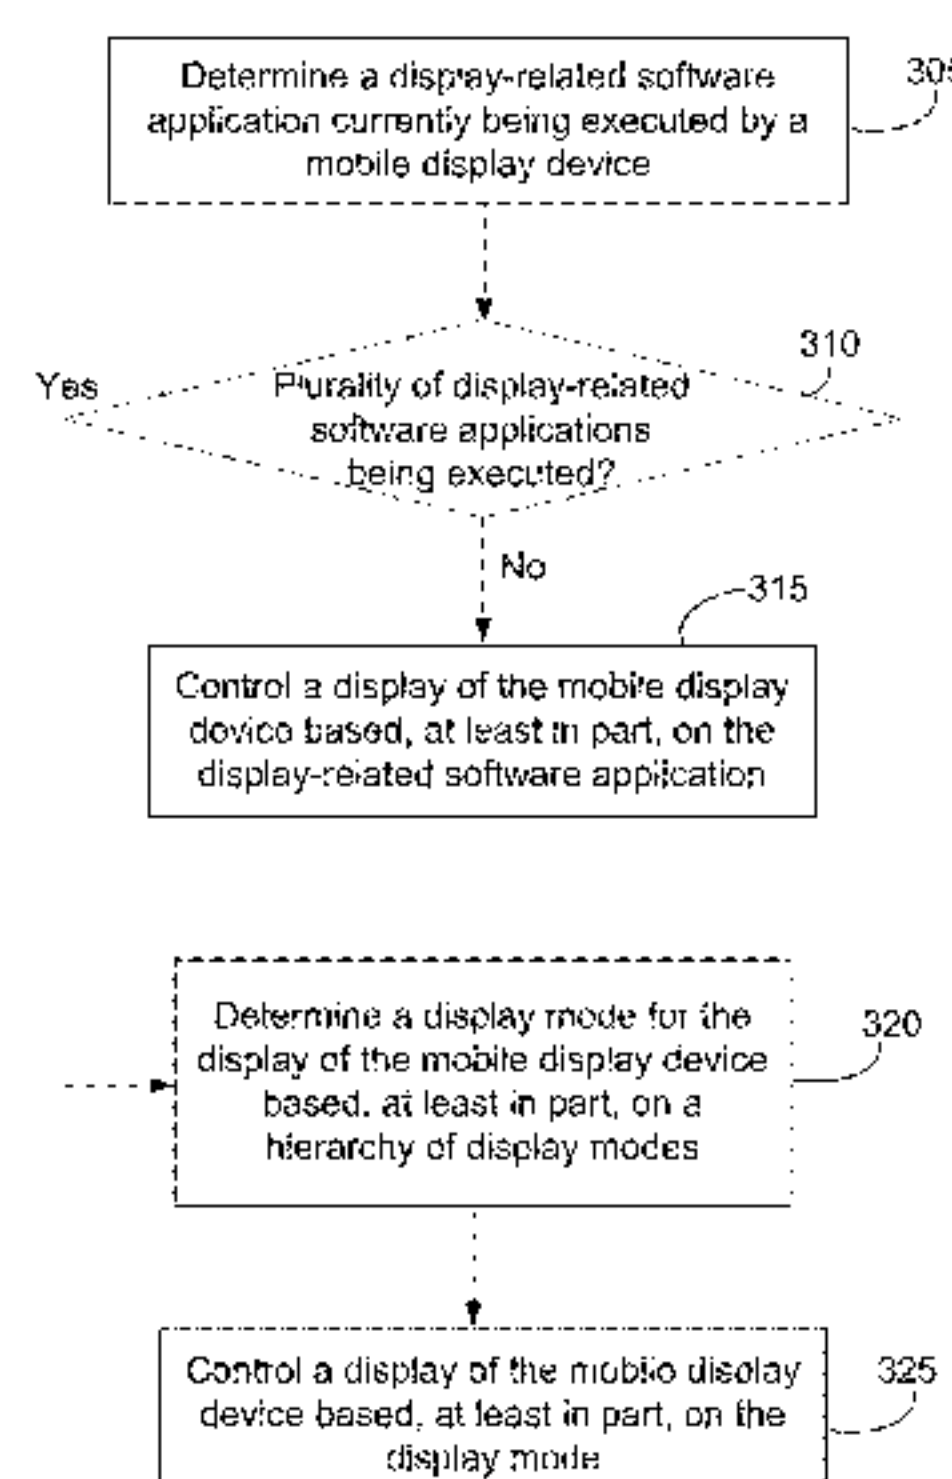 Determine a display-related software
application currently being executed by a
mobile display device
305
310
Yes
Plurality of display-related
software applications
being executed?
No
315
Control a display of the mobile display
device based, at least in part, on the
display-related software application
Determine a display mode for the
display of the mobile display device
based, at least in part, on a
hierarchy of display modes
320
Control a display of the mobile display
device based, at least in part, on the
display mode
325